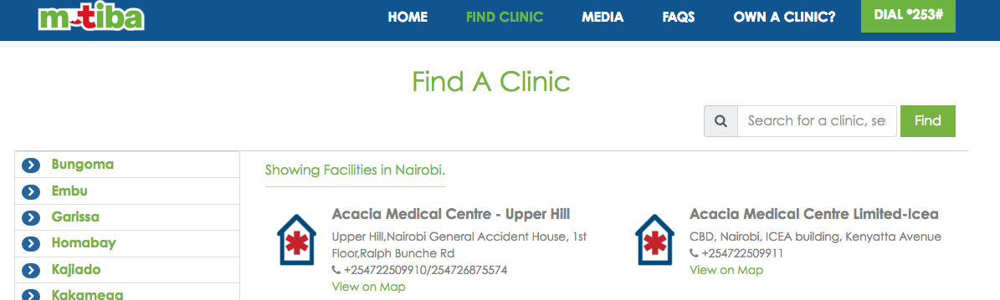 m-tiba
HOME
FIND CLINIC
MEDIA
FAQS
OWN A CLINIC?
DIAL *253#
Find A Clinic
Search for a clinic, se
Find
Bungoma
Embu
Garissa
Homabay
Kajiado
Kakamega
Showing Facilities in Nairobi.
Acacia Medical Centre - Upper Hill
Upper Hill,Nairobi General Accident House, 1st
Floor,Ralph Bunche Rd
+254722509910/254726875574
View on Map
Acacia Medical Centre Limited-Icea
CBD, Nairobi, ICEA building, Kenyatta Avenue
+254722509911
View on Map